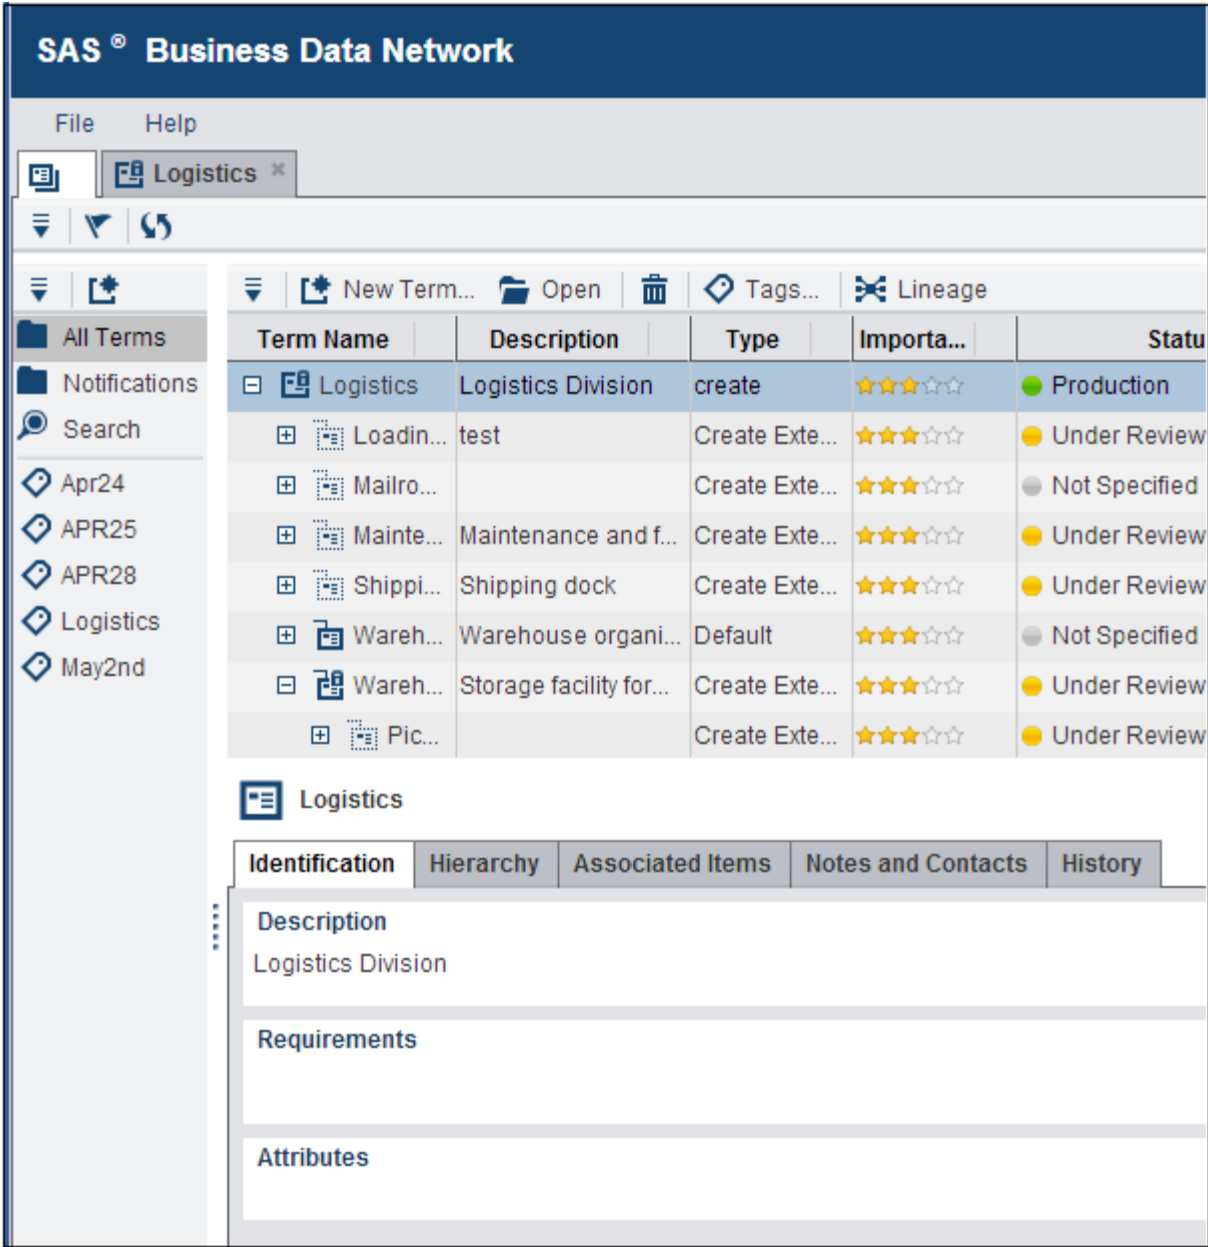 SAS ® Business Data Network
File Help
Logistics
New Term... Open Tags... Lineage
All Terms
Notifications
Search
Apr24
APR25
APR28
Logistics
May2nd
Term Name Description Type Importa... Statu
Logistics Logistics Division create Production
Loadin... test Create Exte... Under Review
Mailro... Create Exte... Not Specified
Mainte... Maintenance and f... Create Exte... Under Review
Shippi... Shipping dock Create Exte... Under Review
Wareh... Warehouse organi... Default Not Specified
Wareh... Storage facility for... Create Exte... Under Review
Pic... Create Exte... Under Review
Logistics
Identification Hierarchy Associated Items Notes and Contacts History
Description
Logistics Division
Requirements
Attributes